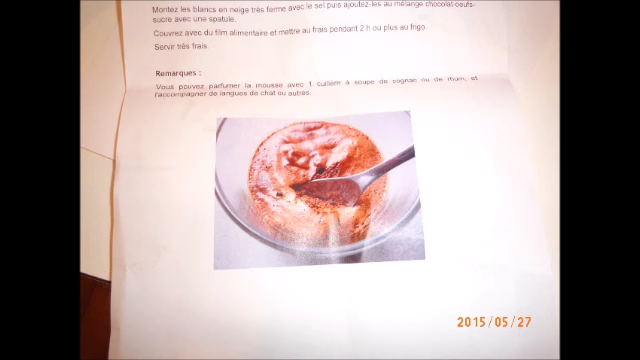 Montez les blancs en neige très ferme avec le sel puis ajoutez-les au mélange chocolat-oeufs-
sucre avec une spatule.
Couvrez avec du film alimentaire et mettre au frais pendant 2 h ou plus au frigo.
Servir très frais.
Remarques :
Vous pouvez parfumer la mousse avec 1 cuillère à soupe de cognac ou de rhum, et
l'accompagner de langues de chat ou autres.
2015/05/27